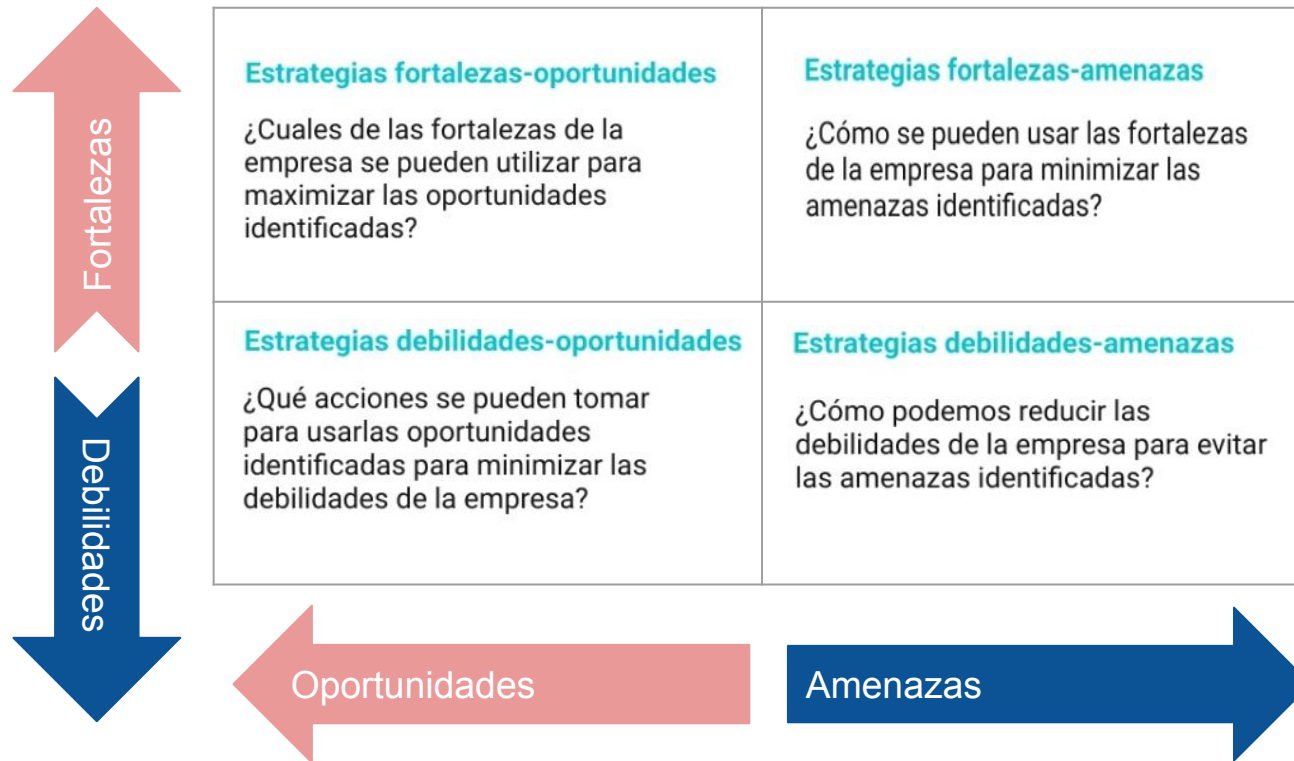 Fortalezas
Estrategias fortalezas-oportunidades
¿Cuales de las fortalezas de la
empresa se pueden utilizar para
maximizar las oportunidades
identificadas?
Estrategias fortalezas-amenazas
¿Cómo se pueden usar las fortalezas
de la empresa para minimizar las
amenazas identificadas?
Debilidades
Estrategias debilidades-oportunidades
¿Qué acciones se pueden tomar
para usarlas oportunidades
identificadas para minimizar las
debilidades de la empresa?
Estrategias debilidades-amenazas
¿Cómo podemos reducir las
debilidades de la empresa para evitar
las amenazas identificadas?
Oportunidades
Amenazas